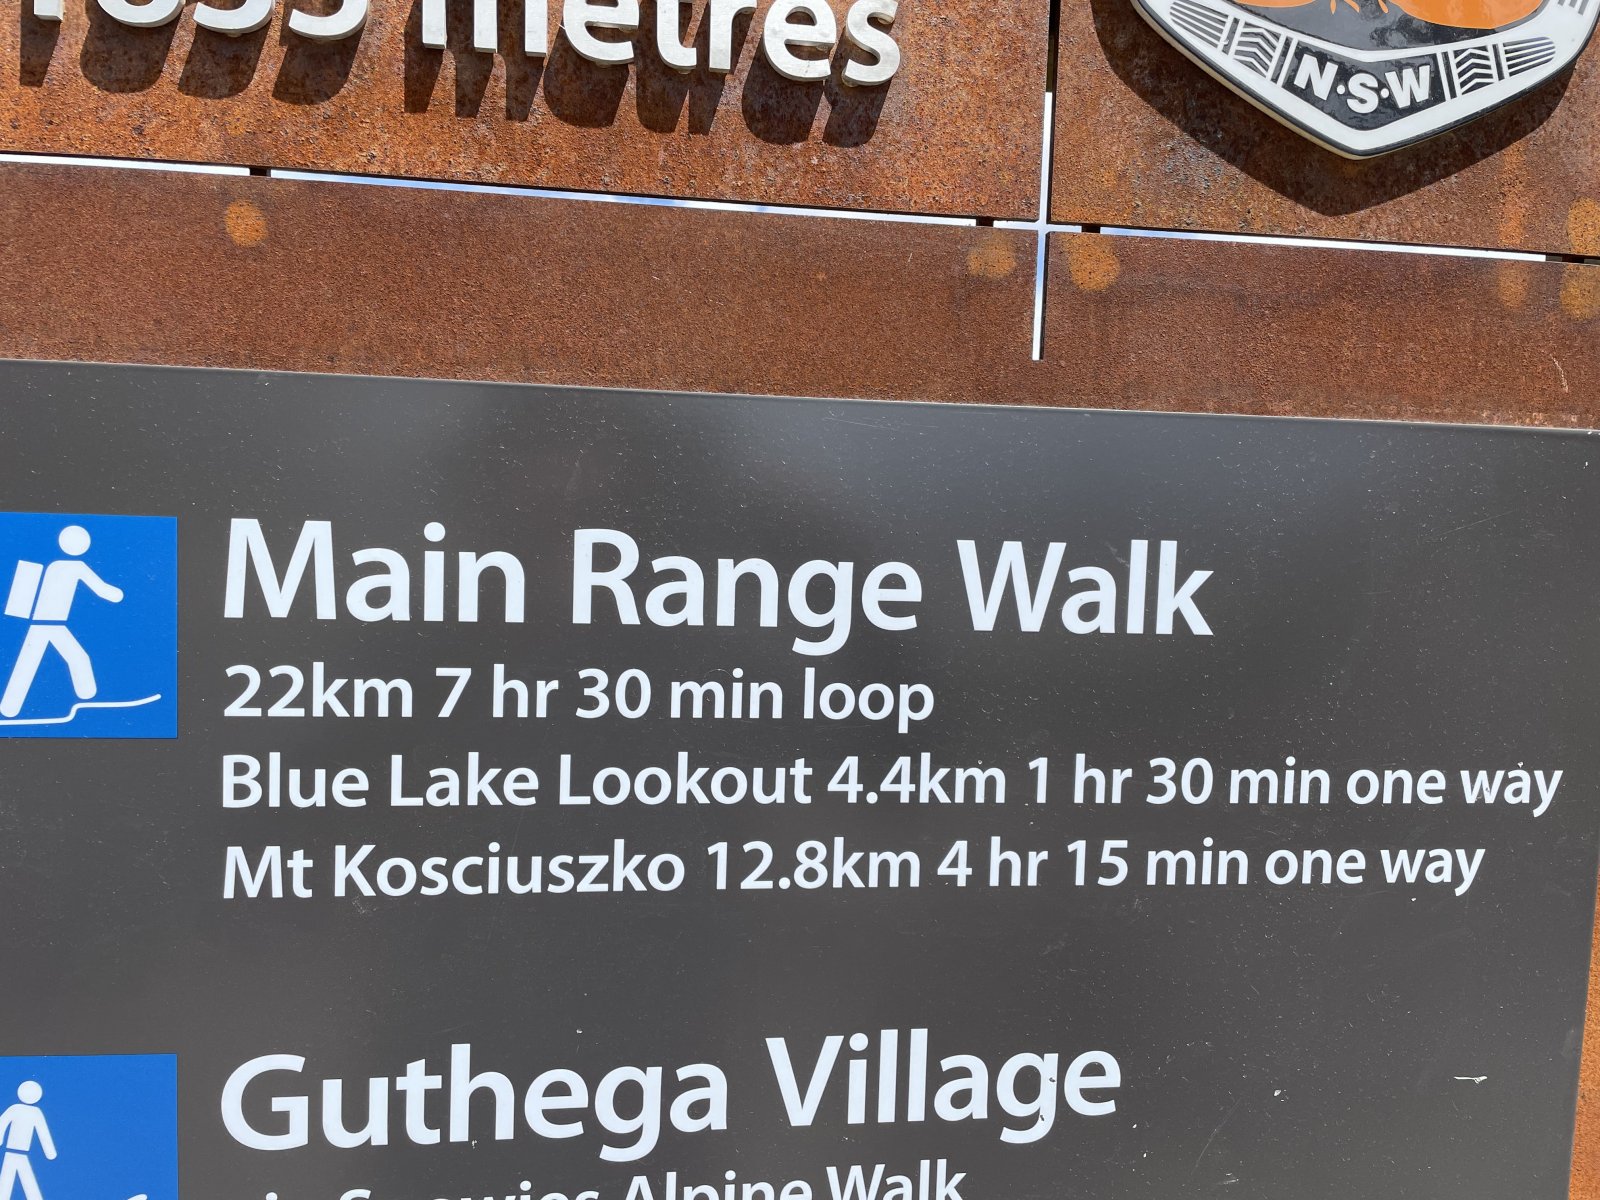 metres
N·S·W
Main Range Walk
22km 7 hr 30 min loop
Blue Lake Lookout 4.4km 1 hr 30 min one way
Mt Kosciuszko 12.8km 4 hr 15 min one way
Guthega Village
Snowies Alpine Walk